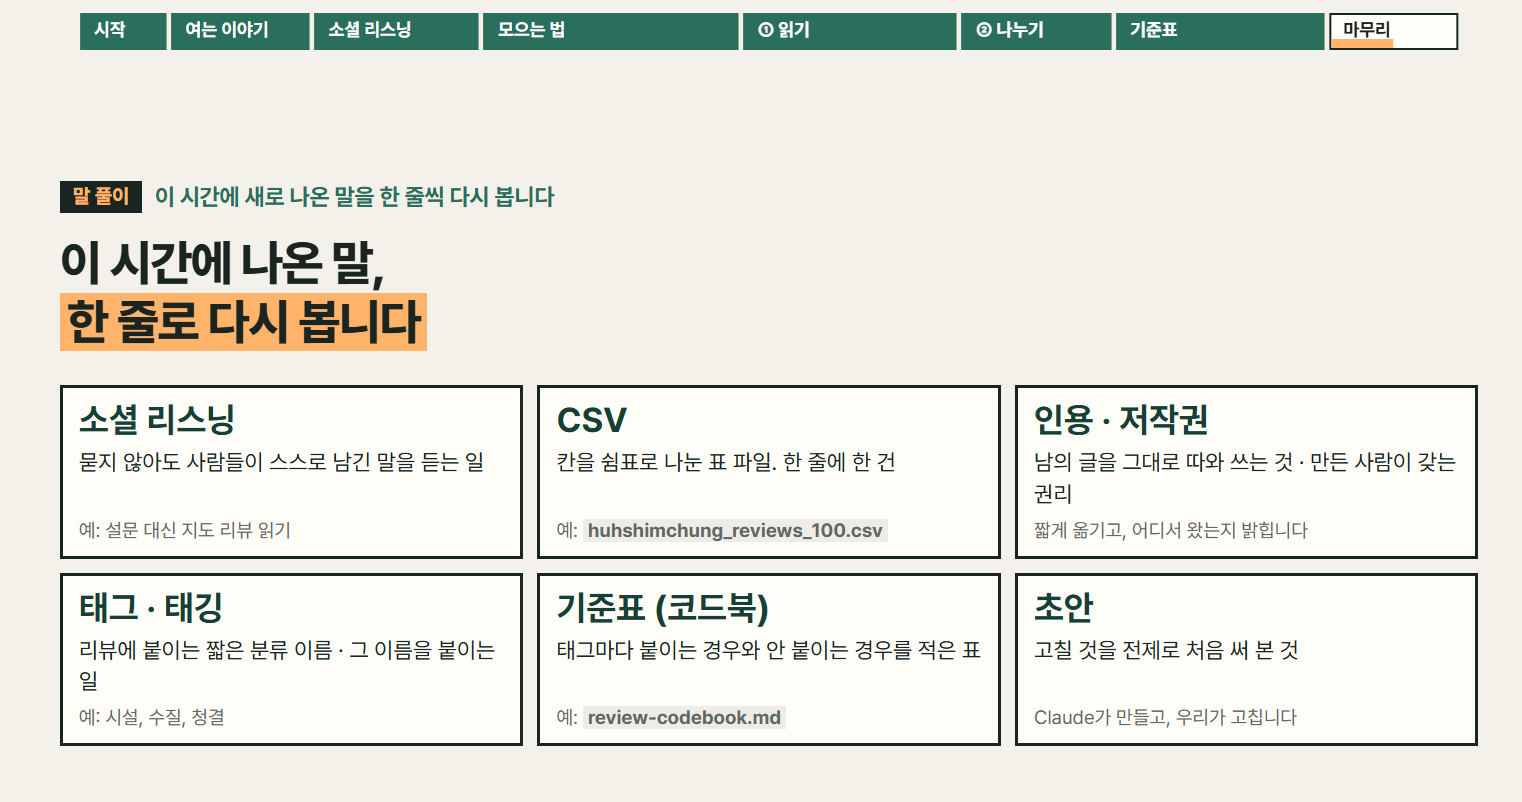 시작
여는 이야기
소셜 리스닝
모으는 법
① 읽기
② 나누기
기준표
마무리
말 풀이 이 시간에 새로 나온 말을 한 줄씩 다시 봅니다
이 시간에 나온 말,
한 줄로 다시 봅니다
소셜 리스닝
묻지 않아도 사람들이 스스로 남긴 말을 듣는 일
예: 설문 대신 지도 리뷰 읽기
CSV
칸을 쉼표로 나눈 표 파일. 한 줄에 한 건
예: huhshimchung_reviews_100.csv
인용 · 저작권
남의 글을 그대로 따와 쓰는 것 · 만든 사람이 갖는
권리
짧게 옮기고, 어디서 왔는지 밝힙니다
태그 · 태깅
리뷰에 붙이는 짧은 분류 이름 · 그 이름을 붙이는
일
예: 시설, 수질, 청결
기준표 (코드북)
태그마다 붙이는 경우와 안 붙이는 경우를 적은 표
예: review-codebook.md
초안
고칠 것을 전제로 처음 써 본 것
Claude가 만들고, 우리가 고칩니다